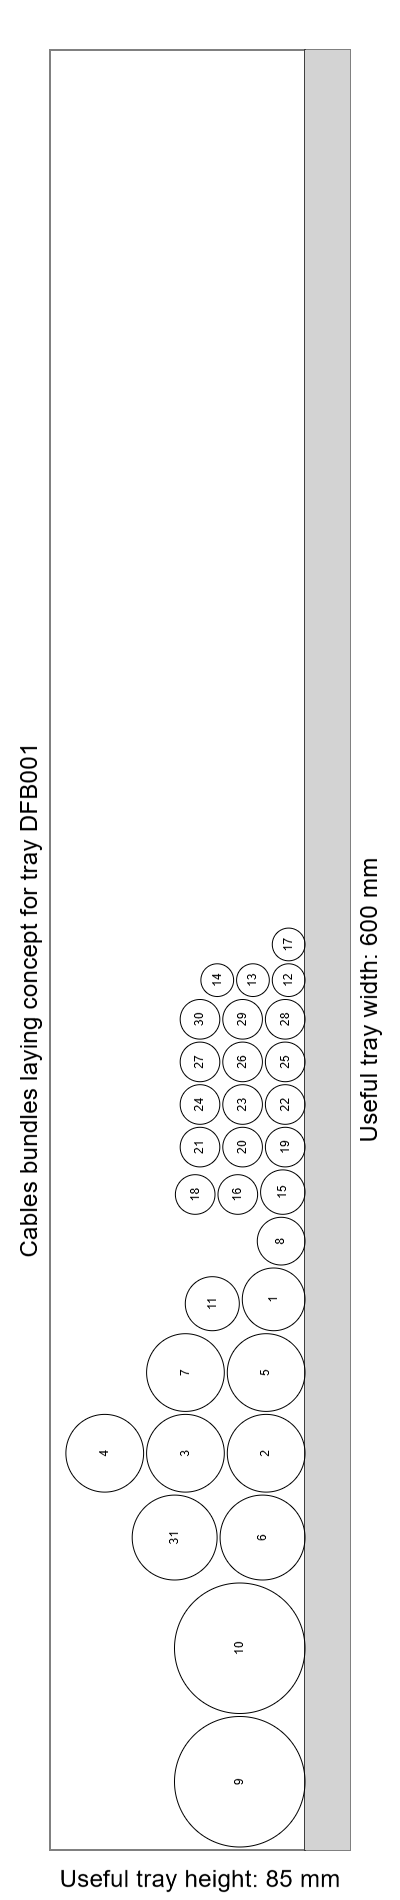 Cables bundles laying concept for tray DFB001
17
14 13 12
30 29 28
27 26 25
24 23 22
21 20 19
18 16 15
8
11 1
7 5
4 3 2
31 6
10
9
Useful tray width: 600 mm
Useful tray height: 85 mm